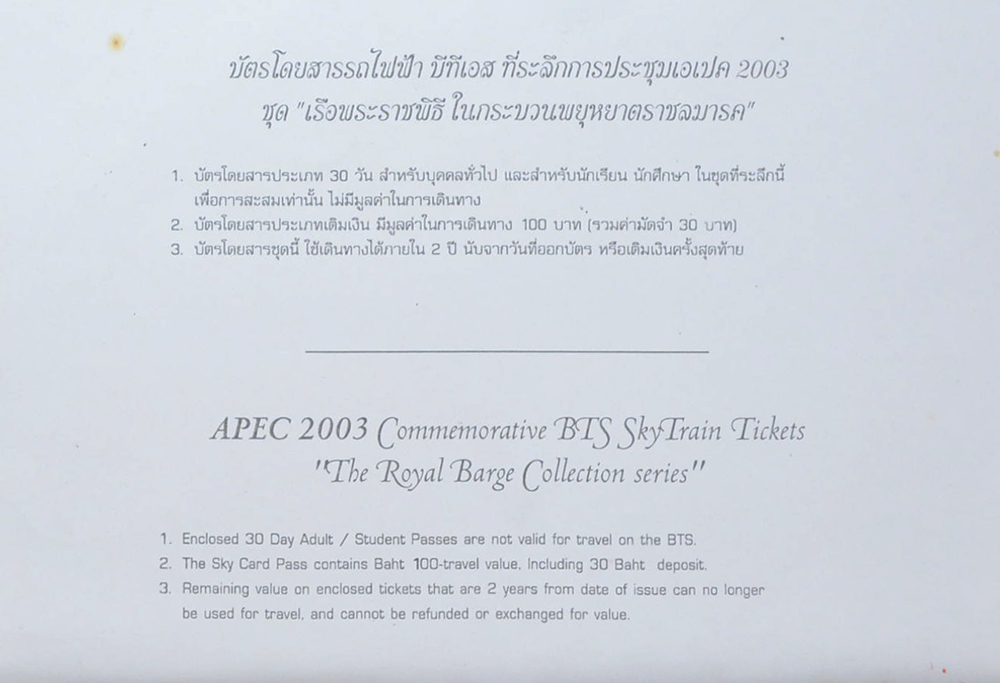 บัตรโดยสารรถไฟฟ้า บีทีเอส ที่ระลึกการประชุมเอเปค 2003
ชุด "เรือพระราชพิธี ในกระบวนพยุหยาตราชลมารค"
1. บัตรโดยสารประเภท 30 วัน สำหรับบุคคลทั่วไป และสำหรับนักเรียน นักศึกษา ในชุดที่ระลึกนี้
เพื่อการสะสมเท่านั้น ไม่มีมูลค่าในการเดินทาง
2. บัตรโดยสารประเภทเติมเงิน มีมูลค่าในการเดินทาง 100 บาท (รวมค่ามัดจำ 30 บาท)
3. บัตรโดยสารชุดนี้ ใช้เดินทางได้ภายใน 2 ปี นับจากวันที่ออกบัตร หรือเติมเงินครั้งสุดท้าย
APEC 2003 Commemorative BTS SkyTrain Tickets
"The Royal Barge Collection series"
1. Enclosed 30 Day Adult / Student Passes are not valid for travel on the BTS.
2. The Sky Card Pass contains Baht 100-travel value, Including 30 Baht deposit.
3. Remaining value on enclosed tickets that are 2 years from date of issue can no longer
be used for travel, and cannot be refunded or exchanged for value.